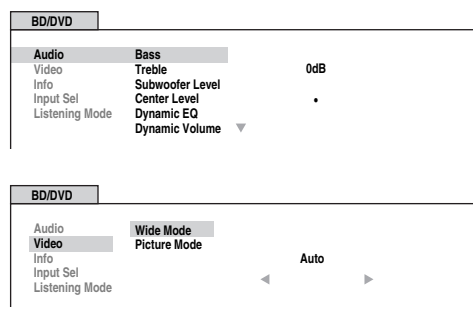 BD/DVD
Audio Bass
Video Treble 0dB
Info Subwoofer Level
Input Sel Center Level
Listening Mode Dynamic EQ
Dynamic Volume
BD/DVD
Audio Wide Mode
Video Picture Mode
Info Auto
Input Sel
Listening Mode